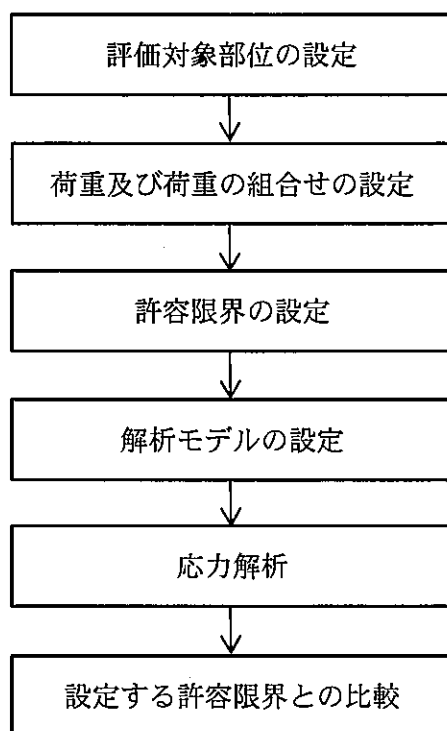 評価対象部位の設定
荷重及び荷重の組合せの設定
許容限界の設定
解析モデルの設定
応力解析
設定する許容限界との比較